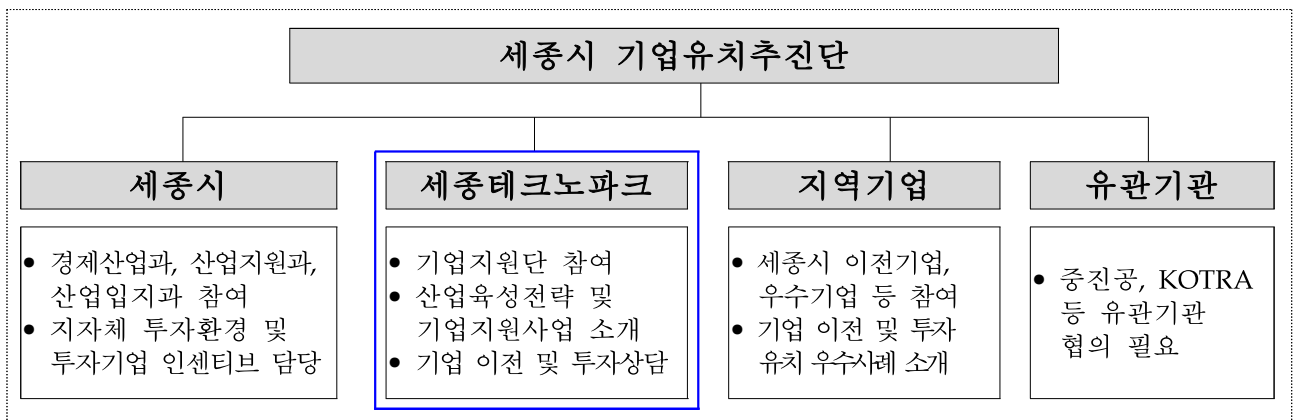 세종시 기업유치추진단
세종시
• 경제산업과, 산업지원과,
산업입지과 참여
• 지자체 투자환경 및
투자기업 인센티브 담당
세종테크노파크
• 기업지원단 참여
• 산업육성전략 및
기업지원사업 소개
• 기업 이전 및 투자상담
지역기업
• 세종시 이전기업,
우수기업 등 참여
• 기업 이전 및 투자
유치 우수사례 소개
유관기관
• 중진공, KOTRA
등 유관기관
협의 필요